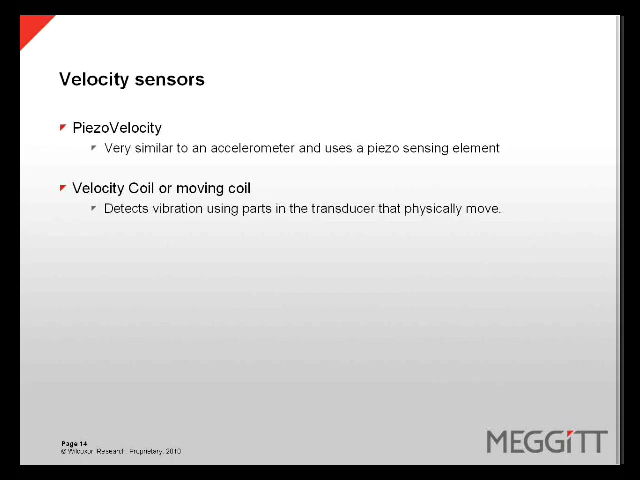 Velocity sensors
PiezoVelocity
Very similar to an accelerometer and uses a piezo sensing element
Velocity Coil or moving coil
Detects vibration using parts in the transducer that physically move.
Page 14
© Wilcoxon Research, Proprietary, 2010
MEGGITT